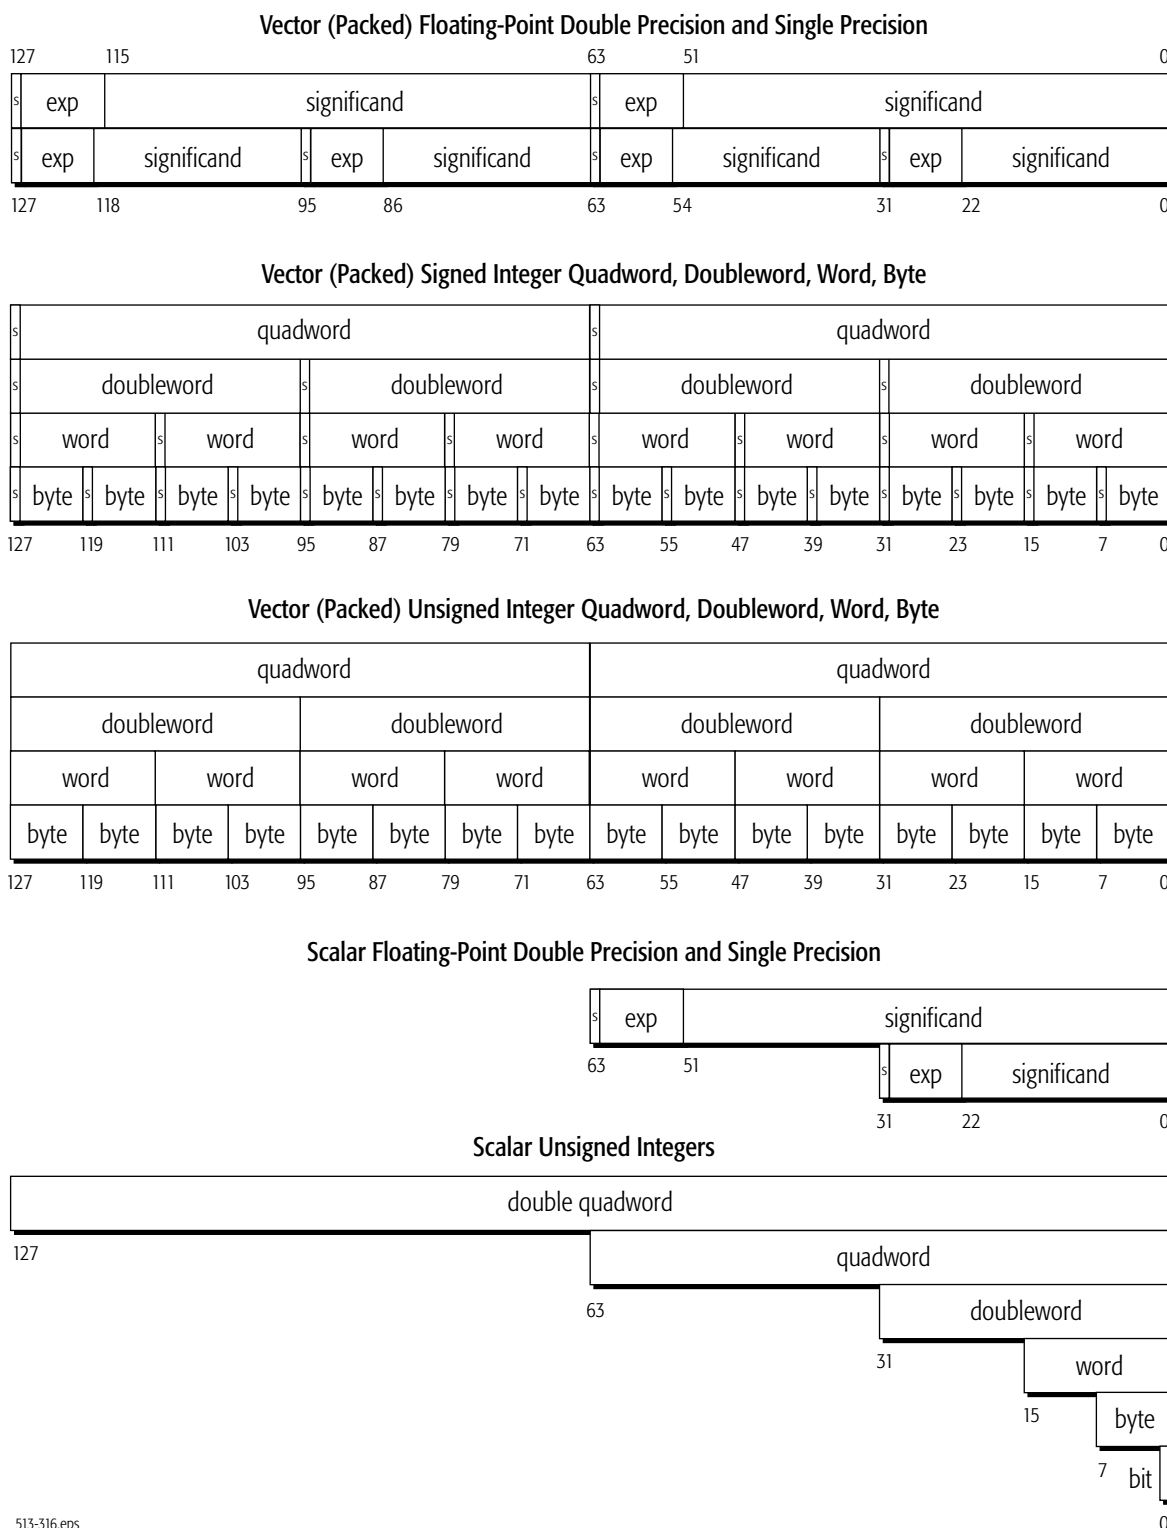 Vector (Packed) Floating-Point Double Precision and Single Precision
127 115 63 51 0
s exp significand s exp significand
s exp significand s exp significand s exp significand s exp significand
127 118 95 86 63 54 31 22 0
Vector (Packed) Signed Integer Quadword, Doubleword, Word, Byte
s quadword s quadword
s doubleword s doubleword s doubleword s doubleword
s word s word s word s word s word s word s word s word
s byte s byte s byte s byte s byte s byte s byte s byte s byte s byte s byte s byte s byte s byte s byte s byte
127 119 111 103 95 87 79 71 63 55 47 39 31 23 15 7 0
Vector (Packed) Unsigned Integer Quadword, Doubleword, Word, Byte
quadword quadword
doubleword doubleword doubleword doubleword
word word word word word word word word
byte byte byte byte byte byte byte byte byte byte byte byte byte byte byte byte
127 119 111 103 95 87 79 71 63 55 47 39 31 23 15 7 0
Scalar Floating-Point Double Precision and Single Precision
s exp significand
63 51
s exp significand
31 22 0
Scalar Unsigned Integers
double quadword
127
quadword
63
doubleword
31
word
15
byte
7
bit
513-316.eps 0